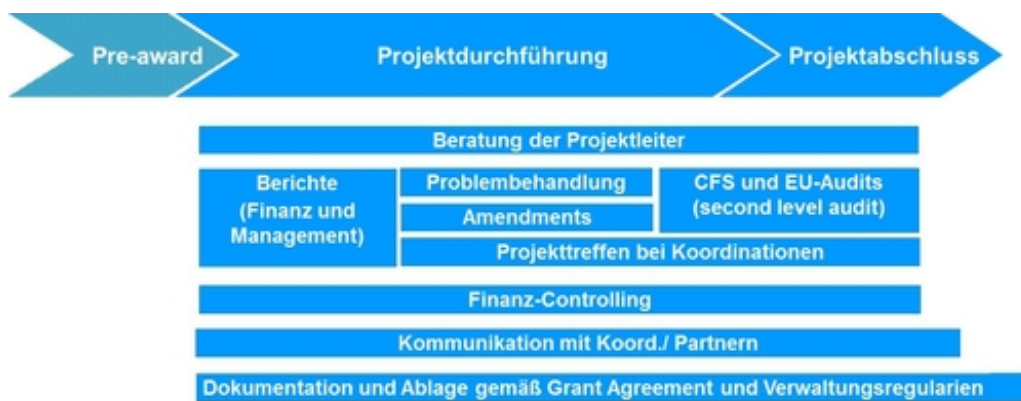 Pre-award
Projektdurchführung
Projektabschluss
Beratung der Projektleiter
Berichte
(Finanz und
Management)
Problembehandlung
Amendments
CFS und EU-Audits
(second level audit)
Projekttreffen bei Koordinationen
Finanz-Controlling
Kommunikation mit Koord./ Partnern
Dokumentation und Ablage gemäß Grant Agreement und Verwaltungsregularien